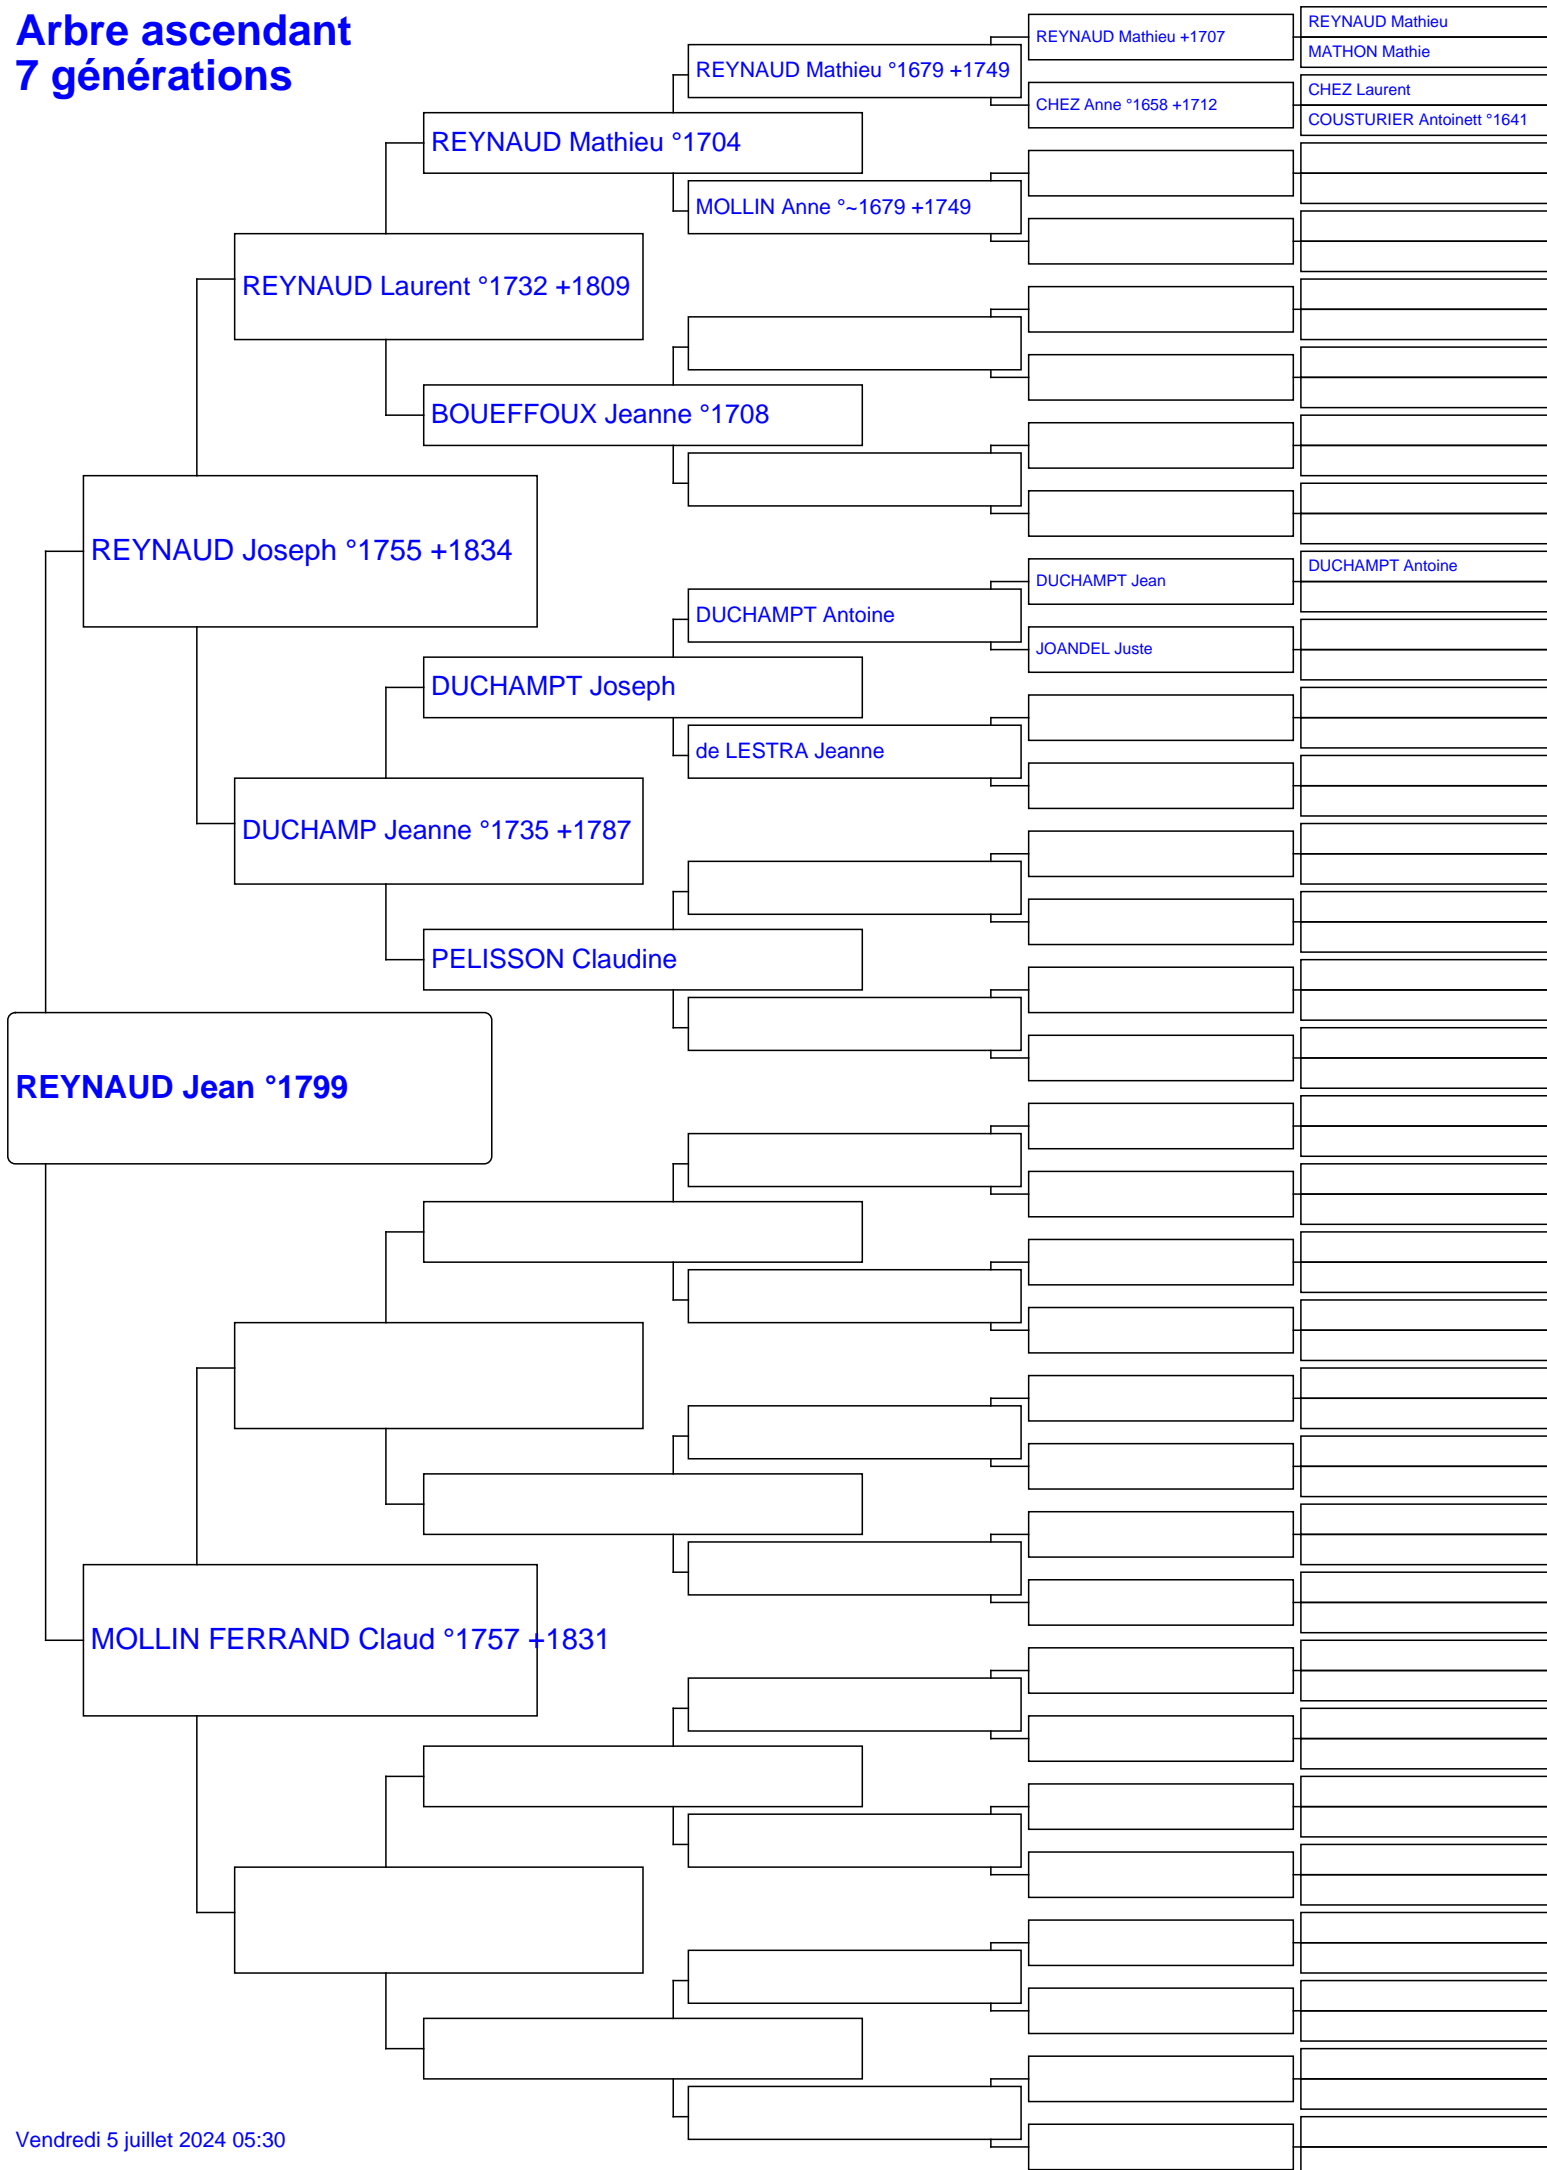 Arbre ascendant
7 générations
REYNAUD Mathieu
MATHON Mathie
REYNAUD Mathieu +1707
REYNAUD Mathieu °1679 +1749
CHEZ Laurent
CHEZ Anne °1658 +1712
COUSTURIER Antoinett °1641
REYNAUD Mathieu °1704
MOLLIN Anne °~1679 +1749
REYNAUD Laurent °1732 +1809
BOUEFFOUX Jeanne °1708
REYNAUD Joseph °1755 +1834
DUCHAMPT Antoine
DUCHAMPT Jean
DUCHAMPT Antoine
JOANDEL Juste
DUCHAMPT Joseph
de LESTRA Jeanne
DUCHAMP Jeanne °1735 +1787
PELISSON Claudine
REYNAUD Jean °1799
MOLLIN FERRAND Claud °1757 +1831
Vendredi 5 juillet 2024 05:30